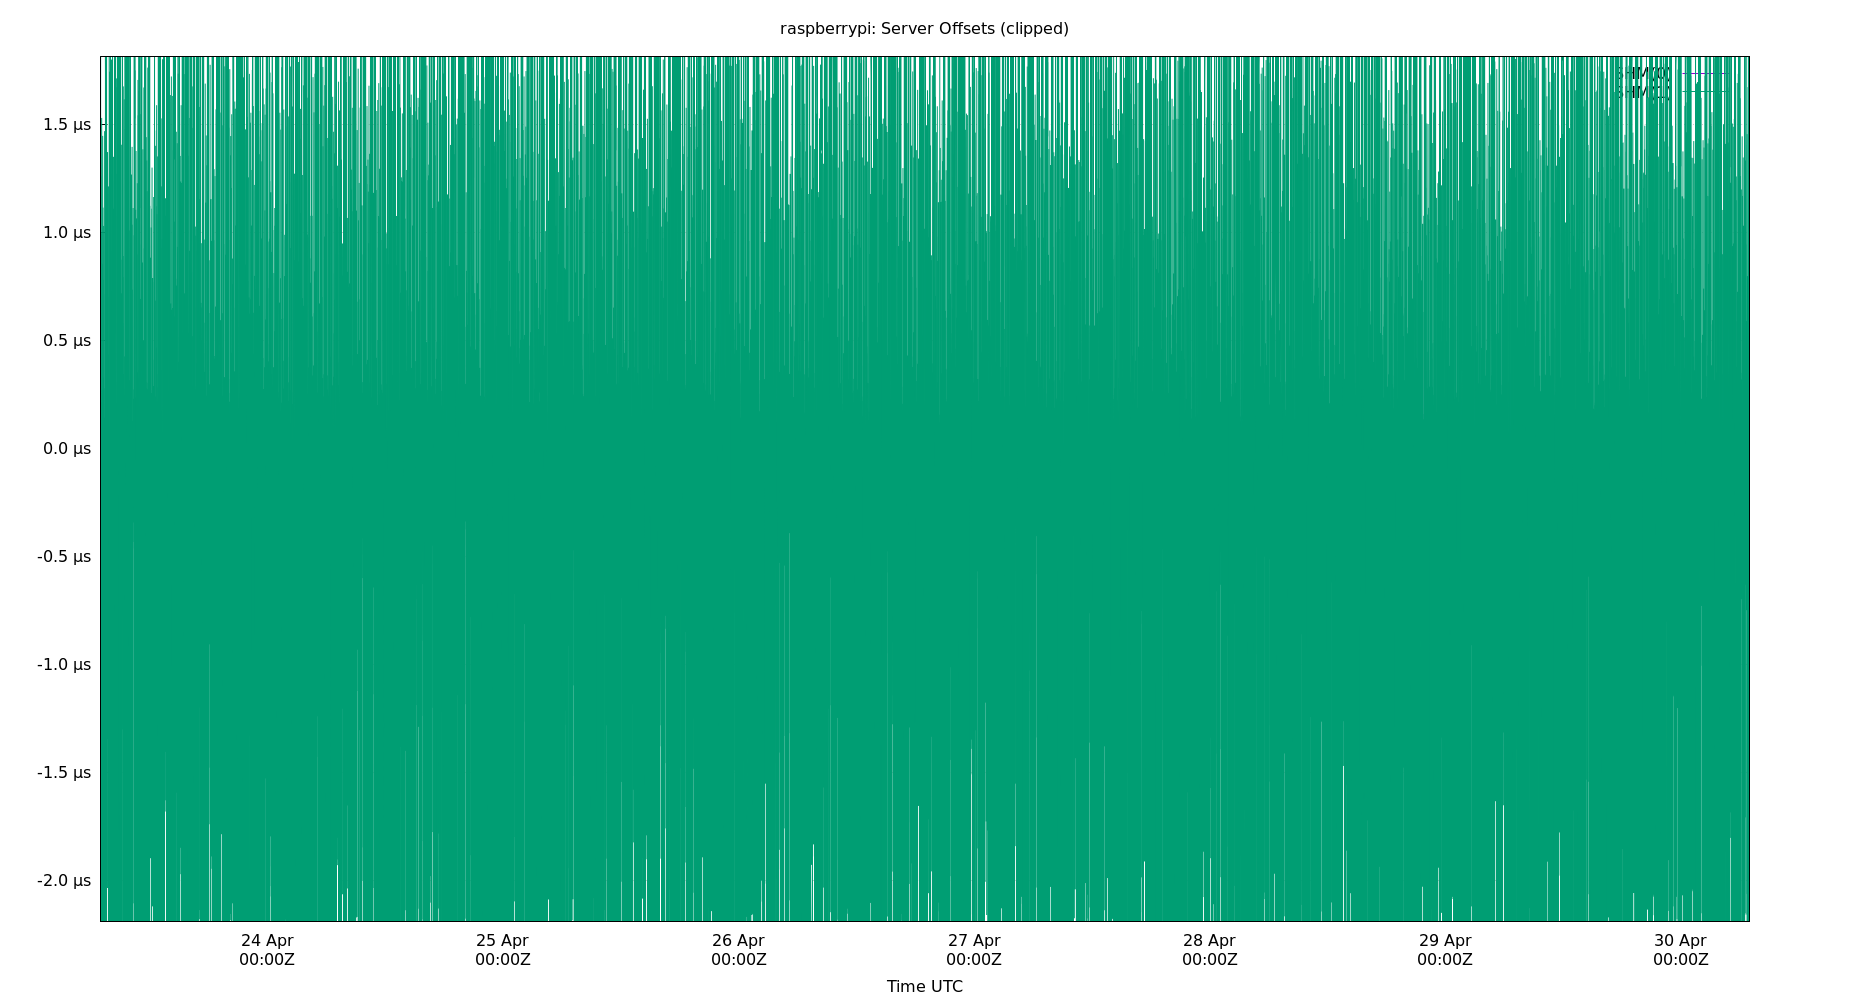 raspberrypi: Server Offsets (clipped)
SHM(0)
1.5 µs
1.0 µs
0.5 µs
0.0 µs
-0.5 µs
-1.0 µs
-1.5 µs
-2.0 µs
24 Apr
00:00Z
25 Apr
00:00Z
26 Apr
00:00Z
27 Apr
00:00Z
28 Apr
00:00Z
29 Apr
00:00Z
30 Apr
00:00Z
Time UTC